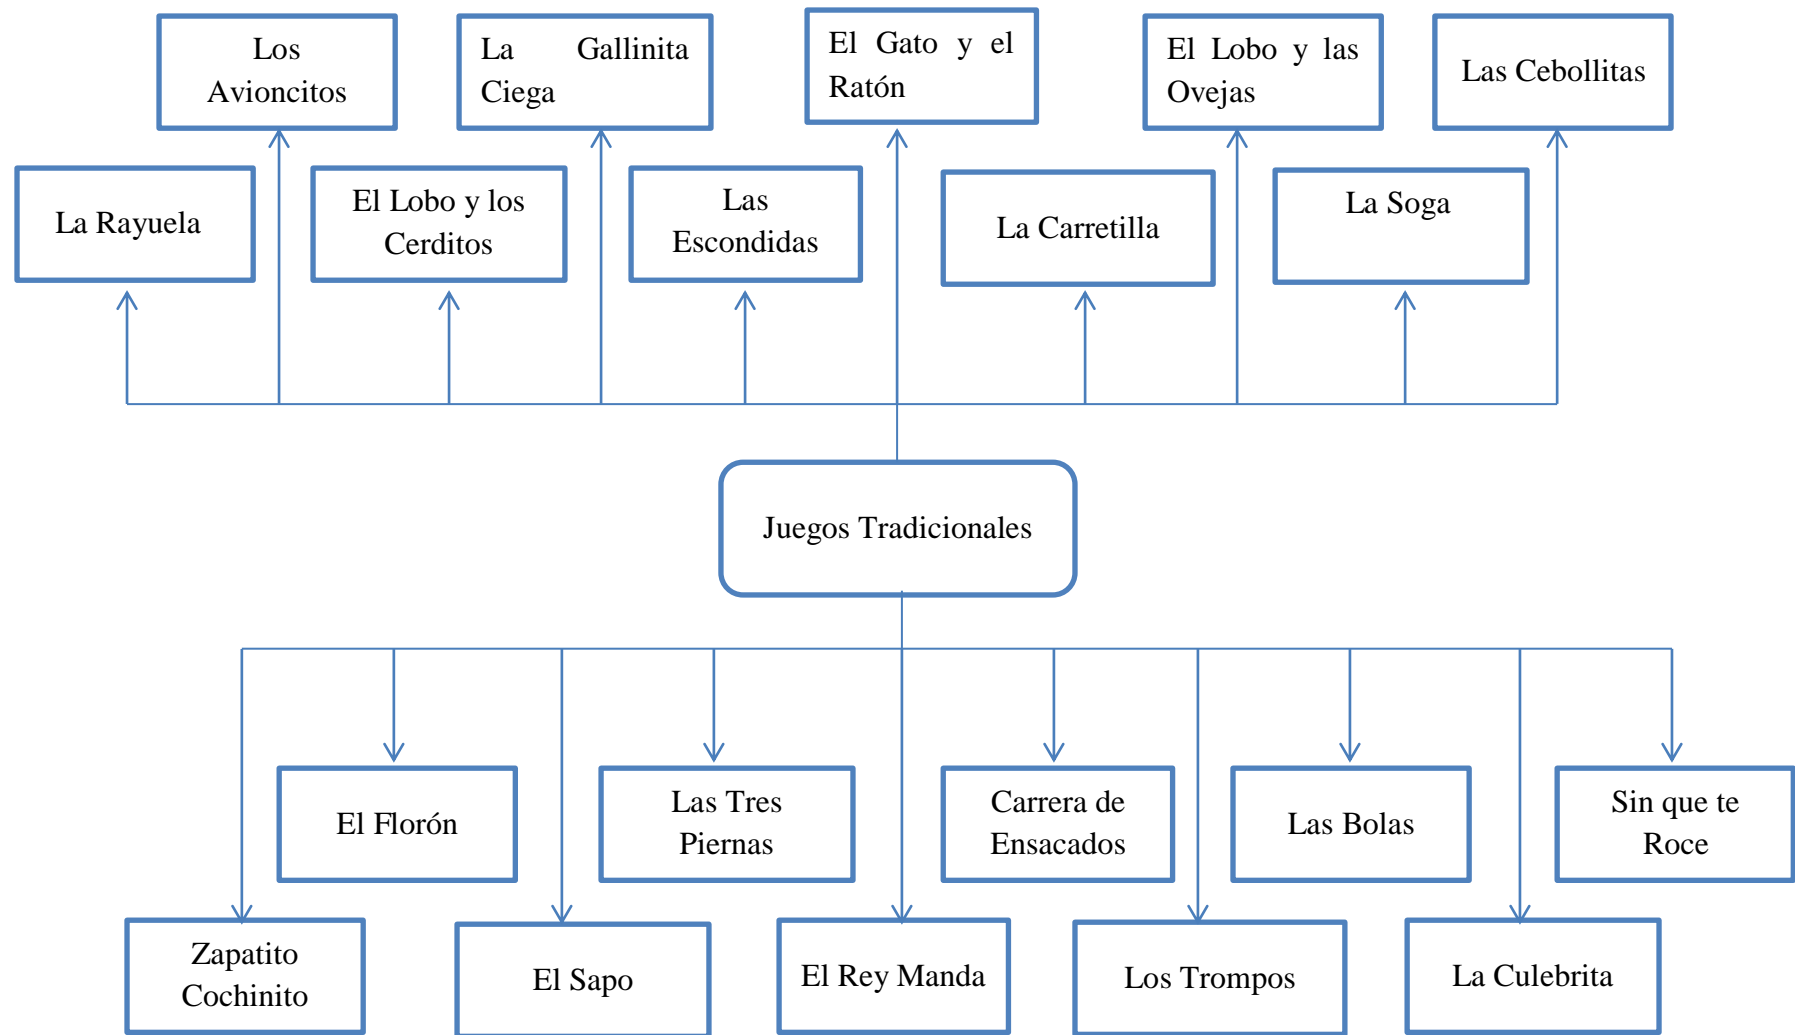 Los
Avioncitos
La Gallinita
Ciega
El Gato y el
Ratón
El Lobo y las
Ovejas
Las Cebollitas
La Rayuela
El Lobo y los
Cerditos
Las
Escondidas
La Carretilla
La Soga
Juegos Tradicionales
El Florón
Las Tres
Piernas
Carrera de
Ensacados
Las Bolas
Sin que te
Roce
Zapatito
Cochinito
El Sapo
El Rey Manda
Los Trompos
La Culebrita